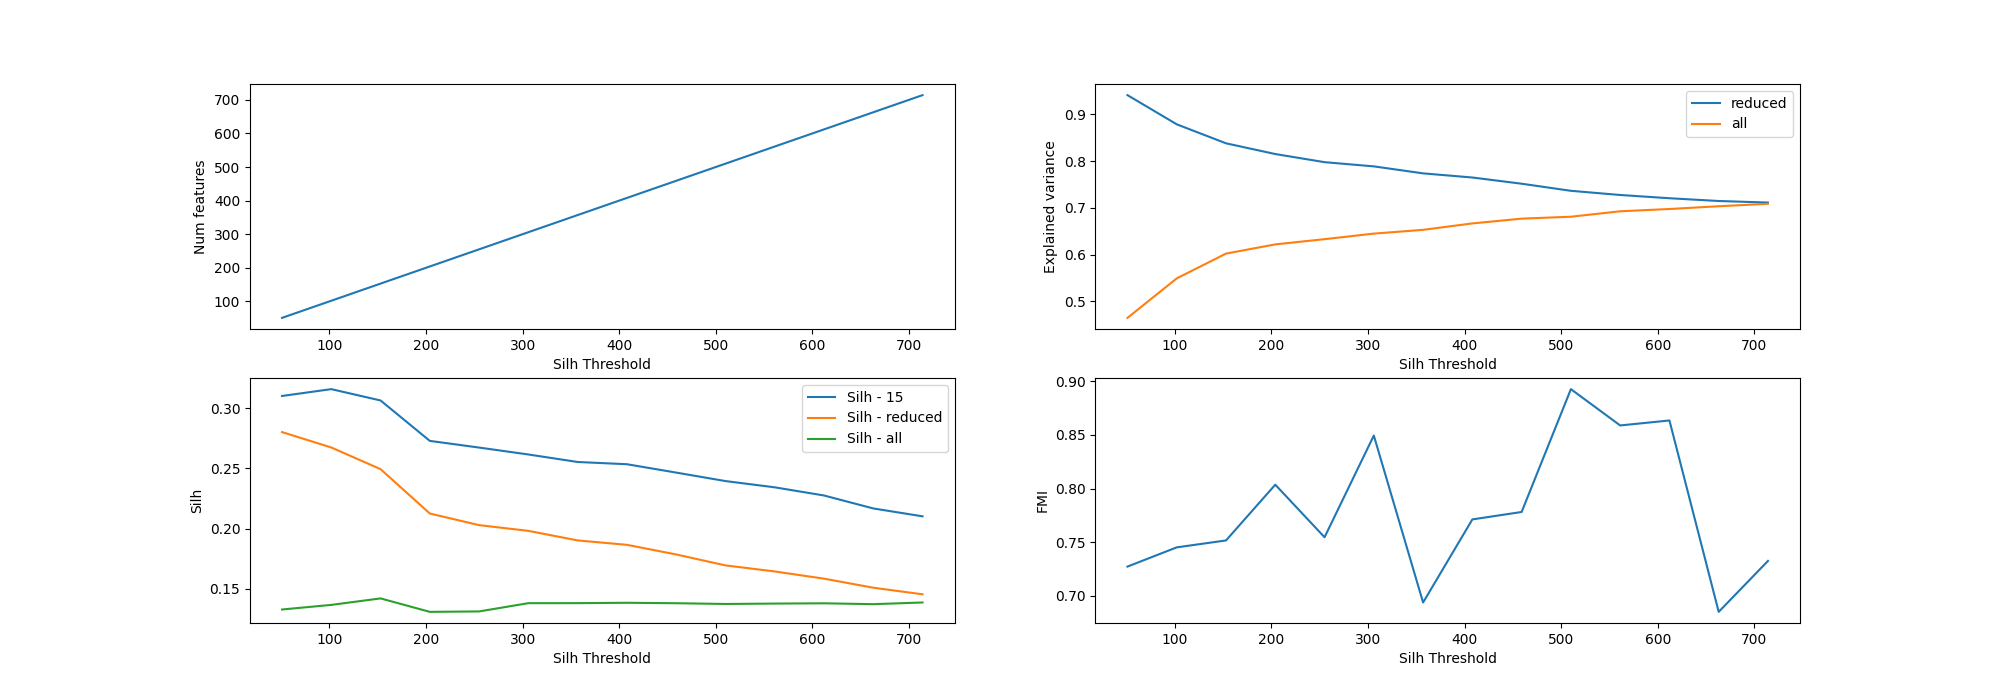 700
600
500
400
300
200
100
Num features
100 200 300 400 500 600 700
Silh Threshold
0.9
0.8
0.7
0.6
0.5
Explained variance
reduced
all
100 200 300 400 500 600 700
Silh Threshold
0.30
0.25
0.20
0.15
Silh
Silh - 15
Silh - reduced
Silh - all
100 200 300 400 500 600 700
Silh Threshold
0.90
0.85
0.80
0.75
0.70
FMI
100 200 300 400 500 600 700
Silh Threshold